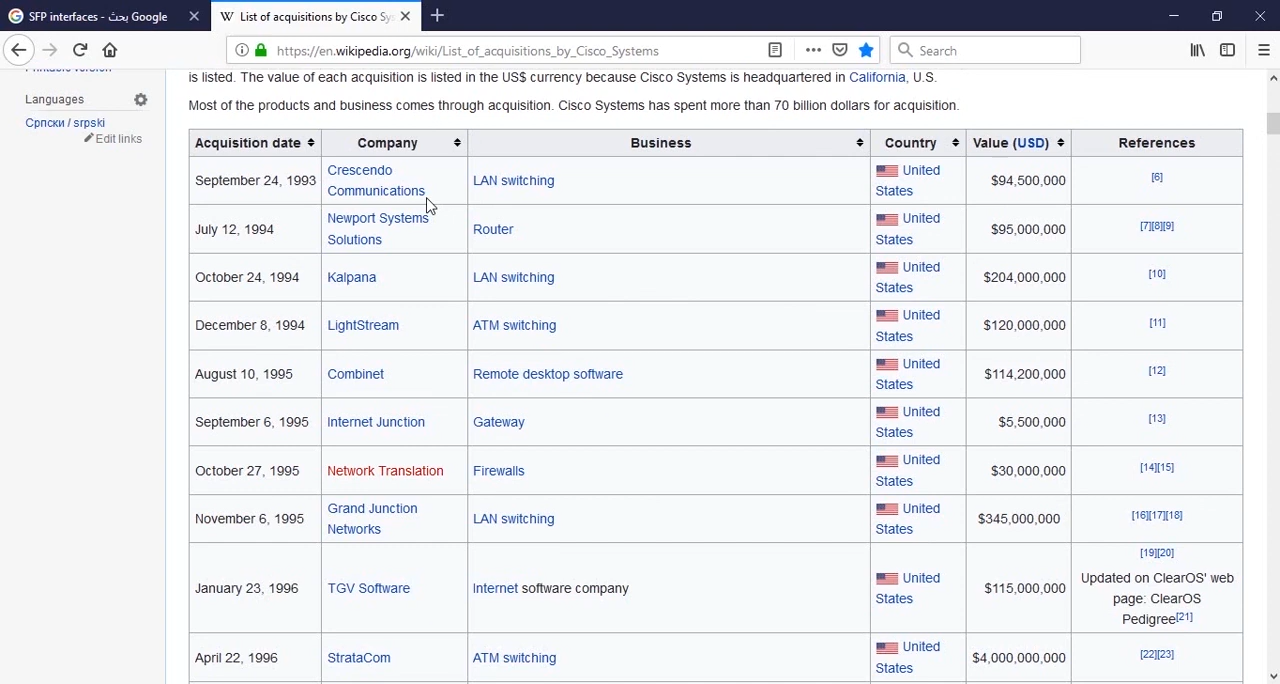 SFP interfaces - بحث Google
List of acquisitions by Cisco Sy
https://en.wikipedia.org/wiki/List_of_acquisitions_by_Cisco_Systems
Search
Printable version
is listed. The value of each acquisition is listed in the US$ currency because Cisco Systems is headquartered in California, U.S.
Languages
Most of the products and business comes through acquisition. Cisco Systems has spent more than 70 billion dollars for acquisition.
Српски / srpski
Edit links
Acquisition date Company Business Country Value (USD) References
September 24, 1993 Crescendo Communications LAN switching United States $94,500,000 [6]
July 12, 1994 Newport Systems Solutions Router United States $95,000,000 [7][8][9]
October 24, 1994 Kalpana LAN switching United States $204,000,000 [10]
December 8, 1994 LightStream ATM switching United States $120,000,000 [11]
August 10, 1995 Combinet Remote desktop software United States $114,200,000 [12]
September 6, 1995 Internet Junction Gateway United States $5,500,000 [13]
October 27, 1995 Network Translation Firewalls United States $30,000,000 [14][15]
November 6, 1995 Grand Junction Networks LAN switching United States $345,000,000 [16][17][18]
January 23, 1996 TGV Software Internet software company United States $115,000,000 [19][20] Updated on ClearOS' web page: ClearOS Pedigree[21]
April 22, 1996 StrataCom ATM switching United States $4,000,000,000 [22][23]